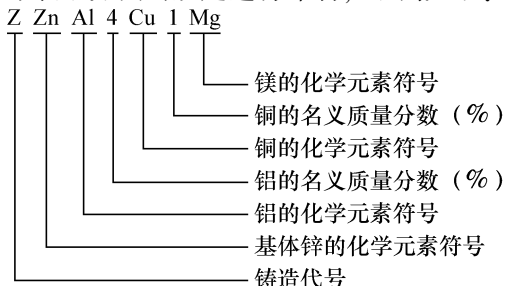 Z Zn Al 4 Cu 1 Mg
镁的化学元素符号
铜的名义质量分数（%）
铜的化学元素符号
铝的名义质量分数（%）
铝的化学元素符号
基体锌的化学元素符号
铸造代号